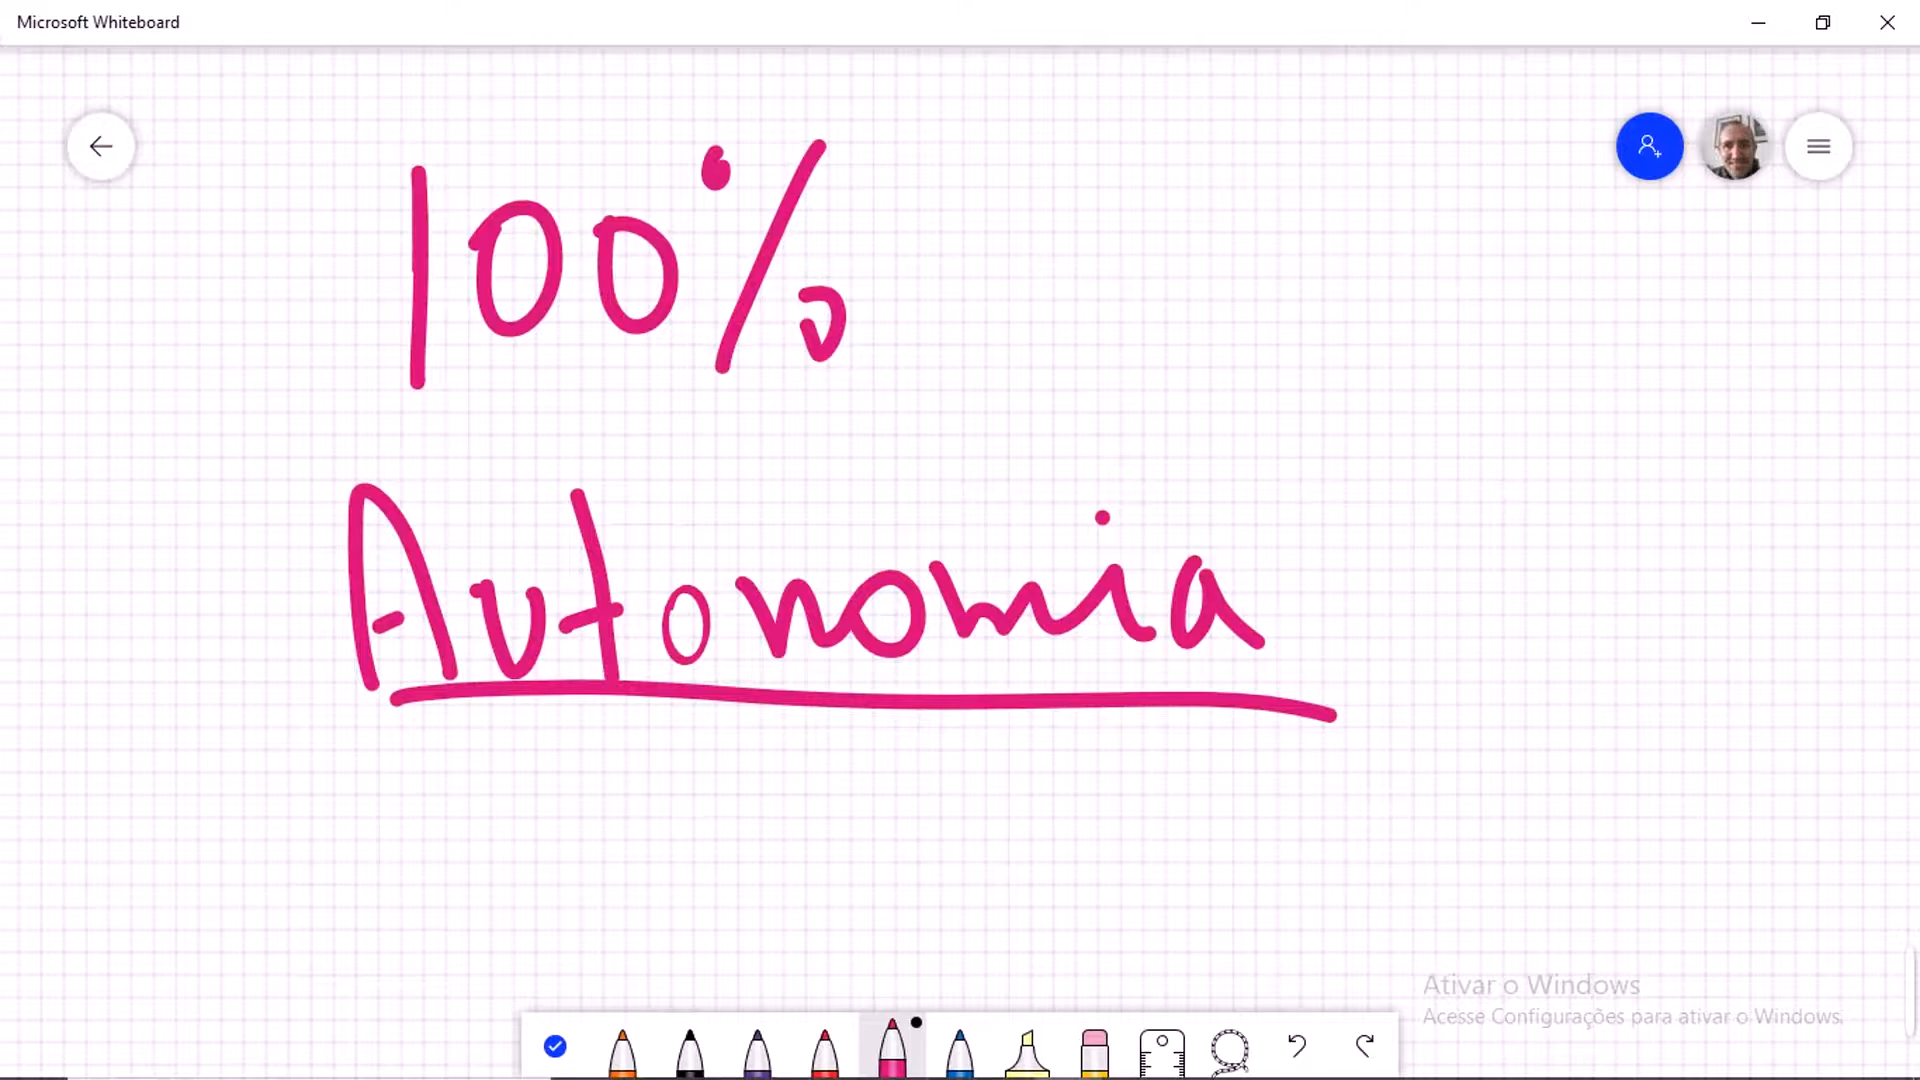 Microsoft Whiteboard
100%
Autonomia
Ativar o Windows
Acesse Configurações para ativar o Windows.